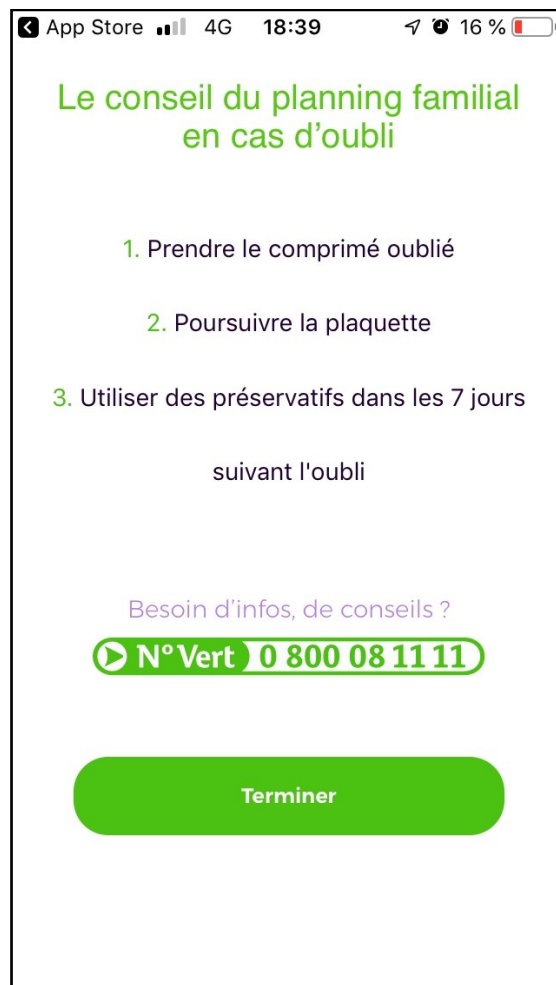 App Store 4G 18:39 16 %
Le conseil du planning familial
en cas d'oubli
1. Prendre le comprimé oublié
2. Poursuivre la plaquette
3. Utiliser des préservatifs dans les 7 jours
suivant l'oubli
Besoin d'infos, de conseils ?
N° Vert 0 800 08 11 11
Terminer